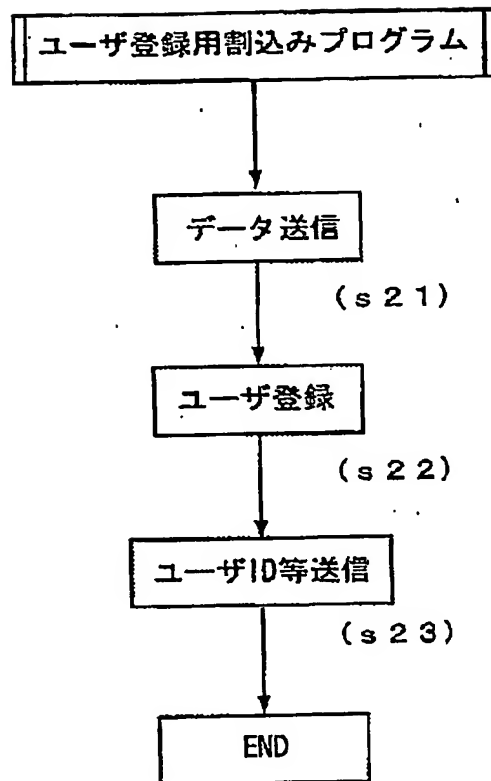 ユーザ登録用割込みプログラム
データ送信
(s21)
ユーザ登録
(s22)
ユーザID等送信
(s23)
END